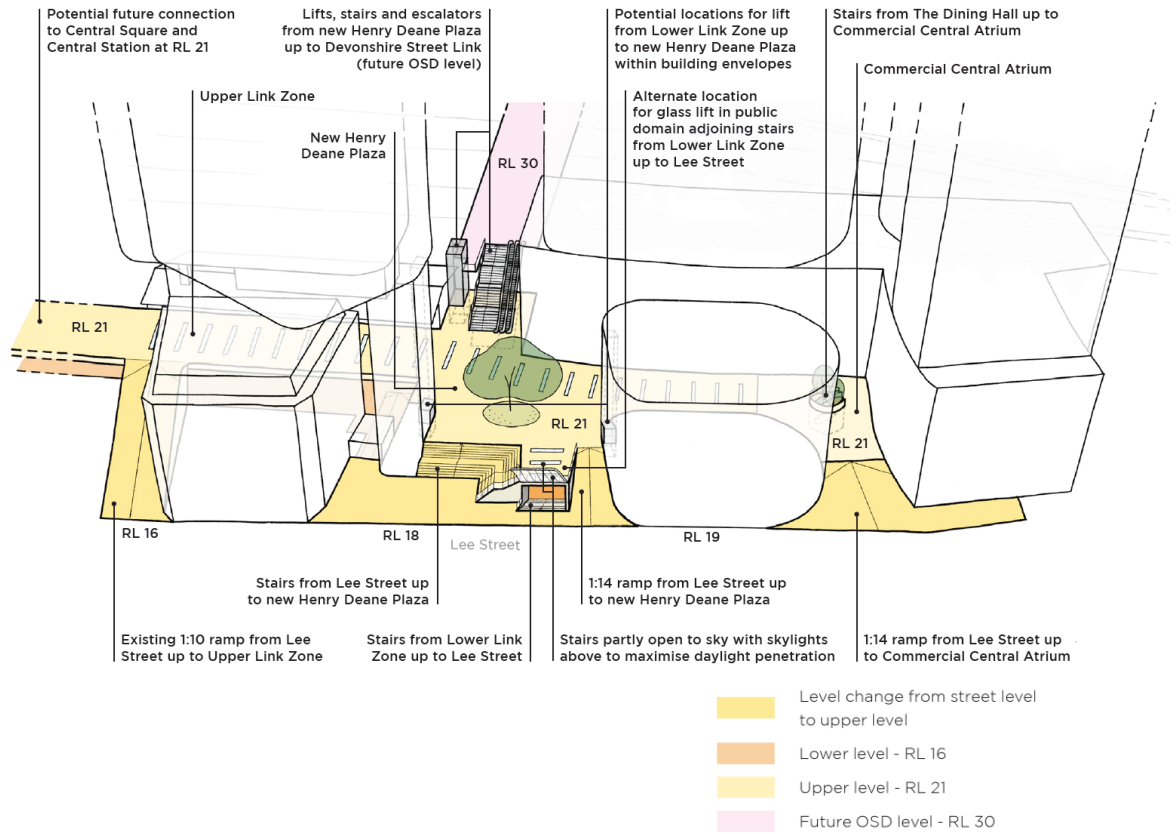 Potential future connection
to Central Square and
Central Station at RL 21
Lifts, stairs and escalators
from new Henry Deane Plaza
up to Devonshire Street Link
(future OSD level)
Potential locations for lift
from Lower Link Zone up
to new Henry Deane Plaza
within building envelopes
Stairs from The Dining Hall up to
Commercial Central Atrium
Commercial Central Atrium
Upper Link Zone
Alternate location
for glass lift in public
domain adjoining stairs
from Lower Link Zone
up to Lee Street
New Henry
Deane Plaza
RL 30
RL 21
RL 21
RL 21
RL 16
RL 18
Lee Street
RL 19
Stairs from Lee Street up
to new Henry Deane Plaza
1:14 ramp from Lee Street up
to new Henry Deane Plaza
Existing 1:10 ramp from Lee
Street up to Upper Link Zone
Stairs from Lower Link
Zone up to Lee Street
Stairs partly open to sky with skylights
above to maximise daylight penetration
1:14 ramp from Lee Street up
to Commercial Central Atrium
Level change from street level
to upper level
Lower level - RL 16
Upper level - RL 21
Future OSD level - RL 30